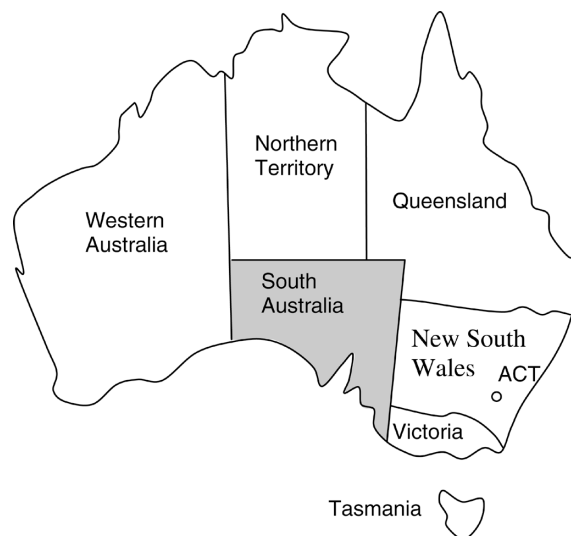 Northern
Territory
Queensland
Western
Australia
South
Australia
New South
Wales
ACT
Victoria
Tasmania